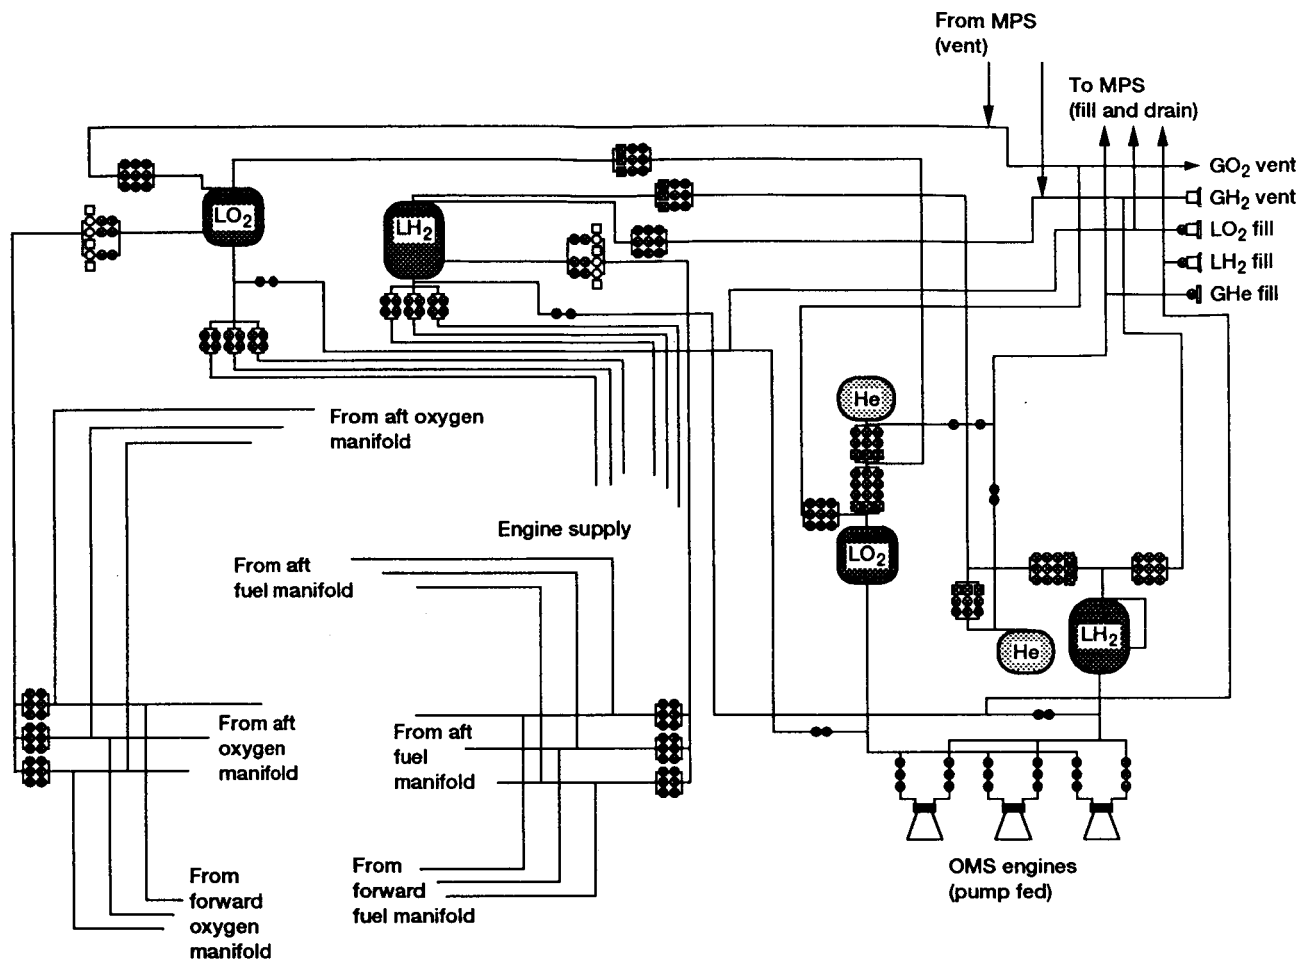 From MPS
(vent)
To MPS
(fill and drain)
GO2 vent
GH2 vent
LO2 fill
LH2 fill
GHe fill
LO2
LH2
He
LO2
He
LH2
From aft oxygen
manifold
Engine supply
From aft
fuel manifold
From aft
oxygen
manifold
From aft
fuel
manifold
From
forward
oxygen
manifold
From
forward
fuel manifold
OMS engines
(pump fed)